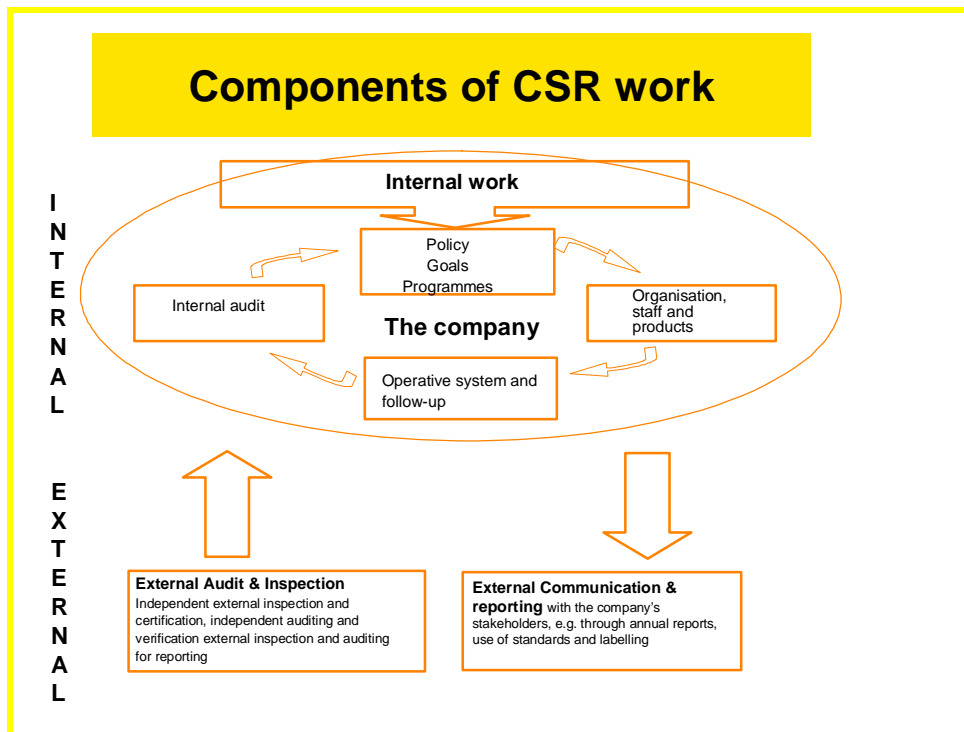 Components of CSR work
INTERNAL
Internal work
Policy
Goals
Programmes
Internal audit
The company
Organisation,
staff and
products
Operative system and
follow-up
EXTERNAL
External Audit & Inspection
Independent external inspection and
certification, independent auditing and
verification external inspection and auditing
for reporting
External Communication &
reporting with the company’s
stakeholders, e.g. through annual reports,
use of standards and labelling